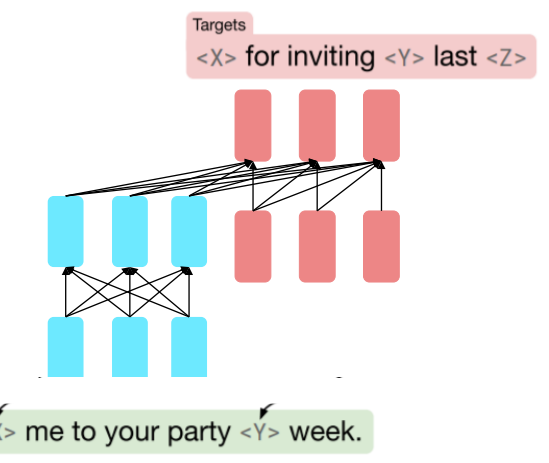 Targets
<X> for inviting <Y> last <Z>
> me to your party <Y> week.